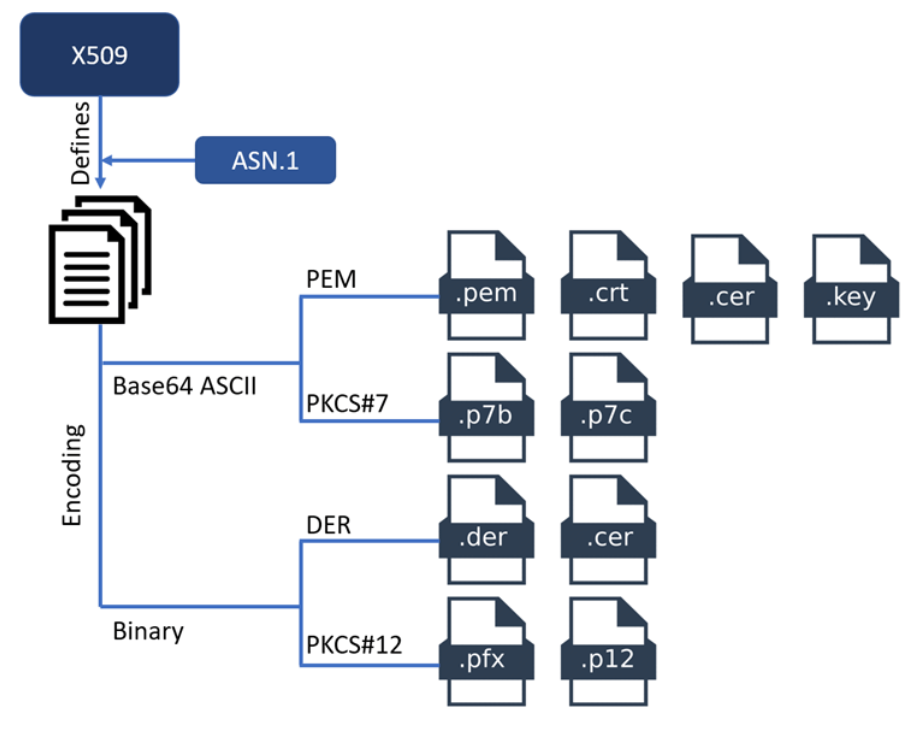 X509
Defines
ASN.1
PEM
.pem
.crt
.cer
.key
Base64 ASCII
PKCS#7
.p7b
.p7c
Encoding
DER
.der
.cer
Binary
PKCS#12
.pfx
.p12